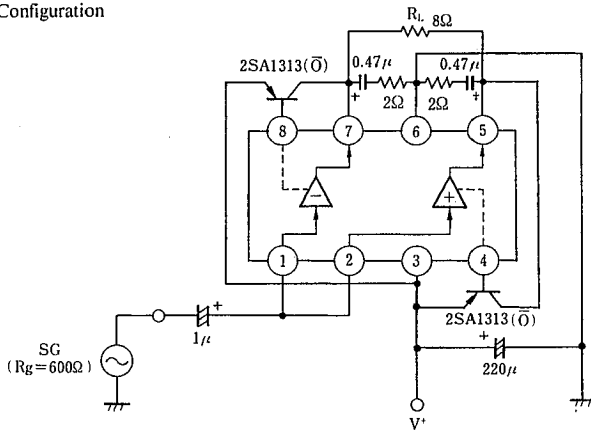 Configuration
R_L 8Ω
2SA1313(O̅)
0.47μ
0.47μ
+
+
2Ω
2Ω
8
7
6
5
−
+
1
2
3
4
+
1μ
2SA1313(O̅)
SG
(Rg=600Ω)
+
220μ
V⁺